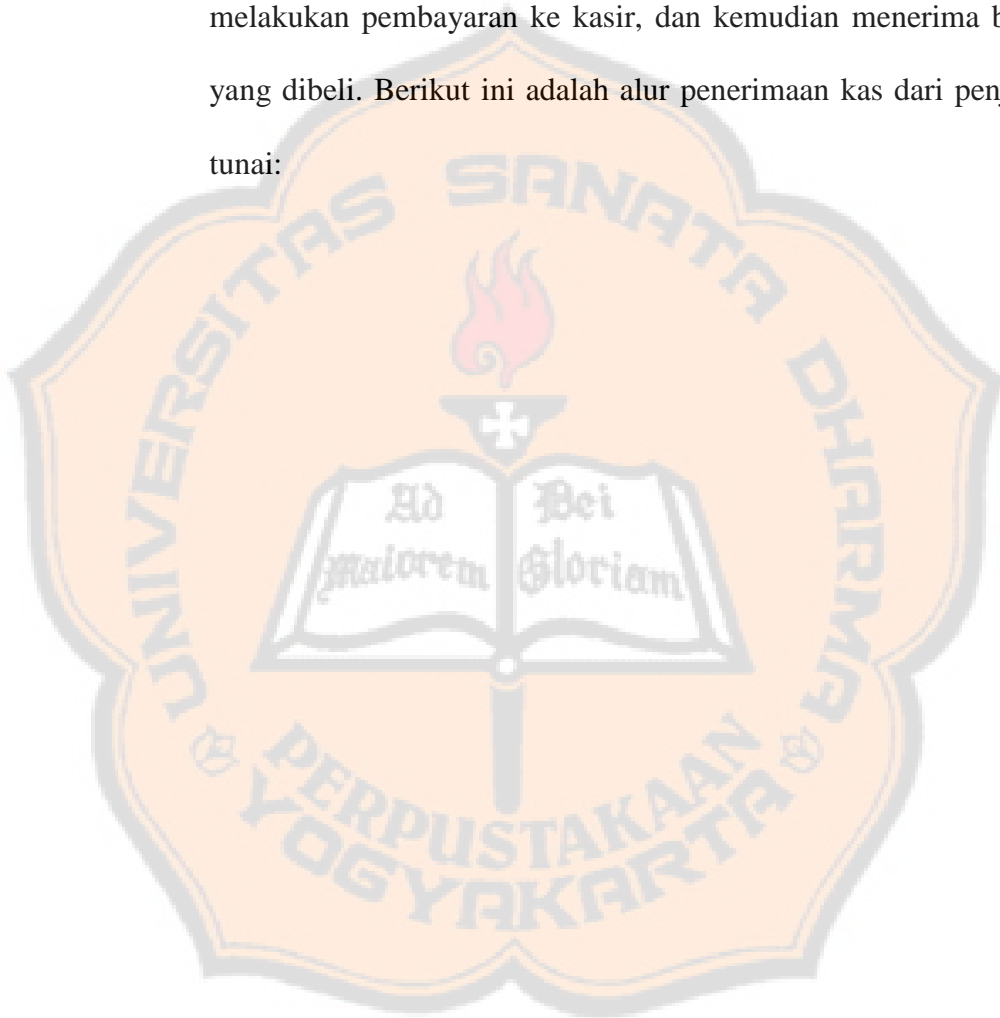 melakukan pembayaran ke kasir, dan kemudian menerima
yang dibeli. Berikut ini adalah alur penerimaan kas dari
tunai:
UNIVERSITAS SANATA DHARMA
Ad
Maiorem
Dei
Gloriam
PERPUSTAKAAN
YOGYAKARTA